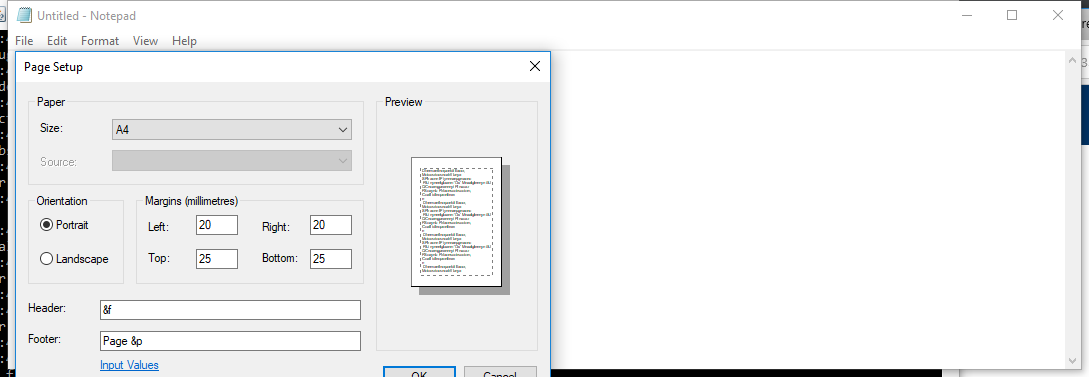 Untitled - Notepad
File Edit Format View Help
Page Setup
Paper
Size: A4
Source:
Preview
Orientation
Portrait
Landscape
Margins (millimetres)
Left: 20 Right: 20
Top: 25 Bottom: 25
Header: &f
Footer: Page &p
Input Values
OK Cancel